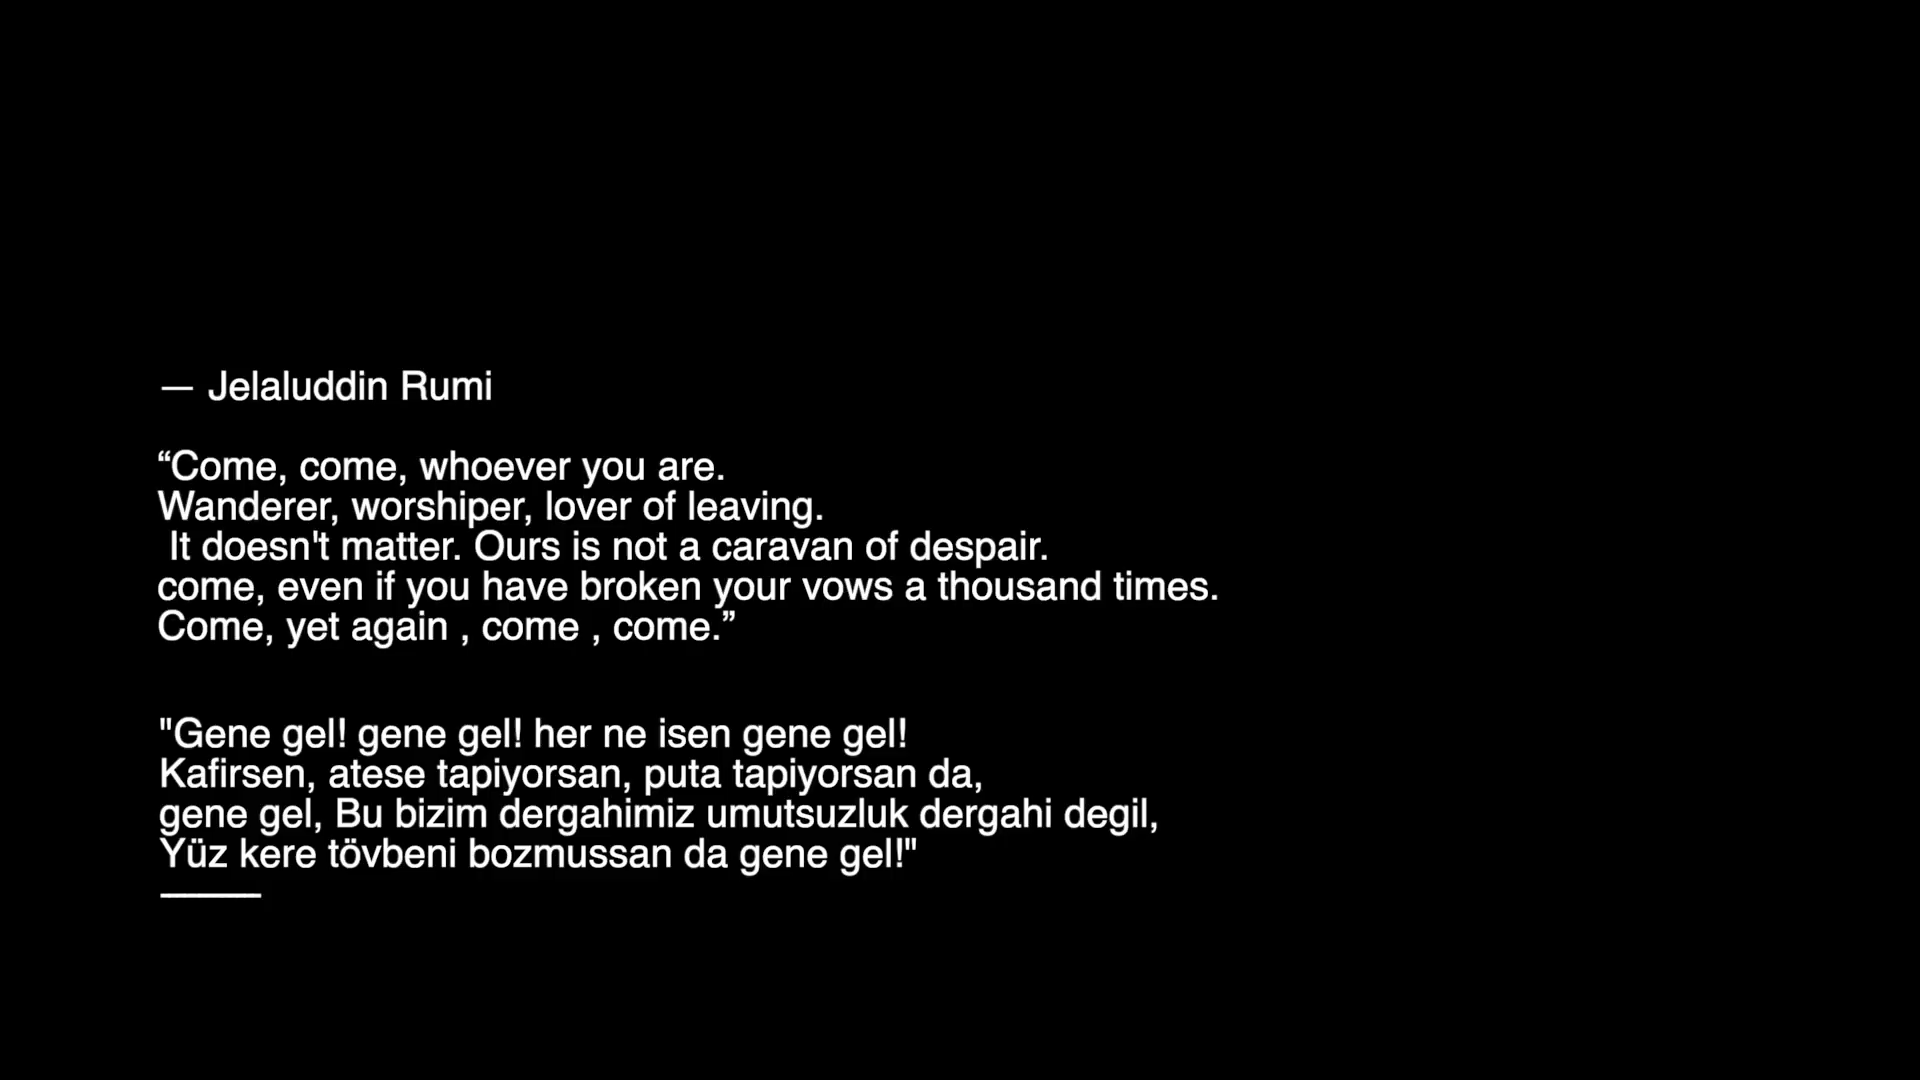 — Jelaluddin Rumi
“Come, come, whoever you are.
Wanderer, worshiper, lover of leaving.
It doesn't matter. Ours is not a caravan of despair.
come, even if you have broken your vows a thousand times.
Come, yet again , come , come.”
"Gene gel! gene gel! her ne isen gene gel!
Kafirsen, atese tapiyorsan, puta tapiyorsan da,
gene gel, Bu bizim dergahimiz umutsuzluk dergahi degil,
Yüz kere tövbeni bozmussan da gene gel!"